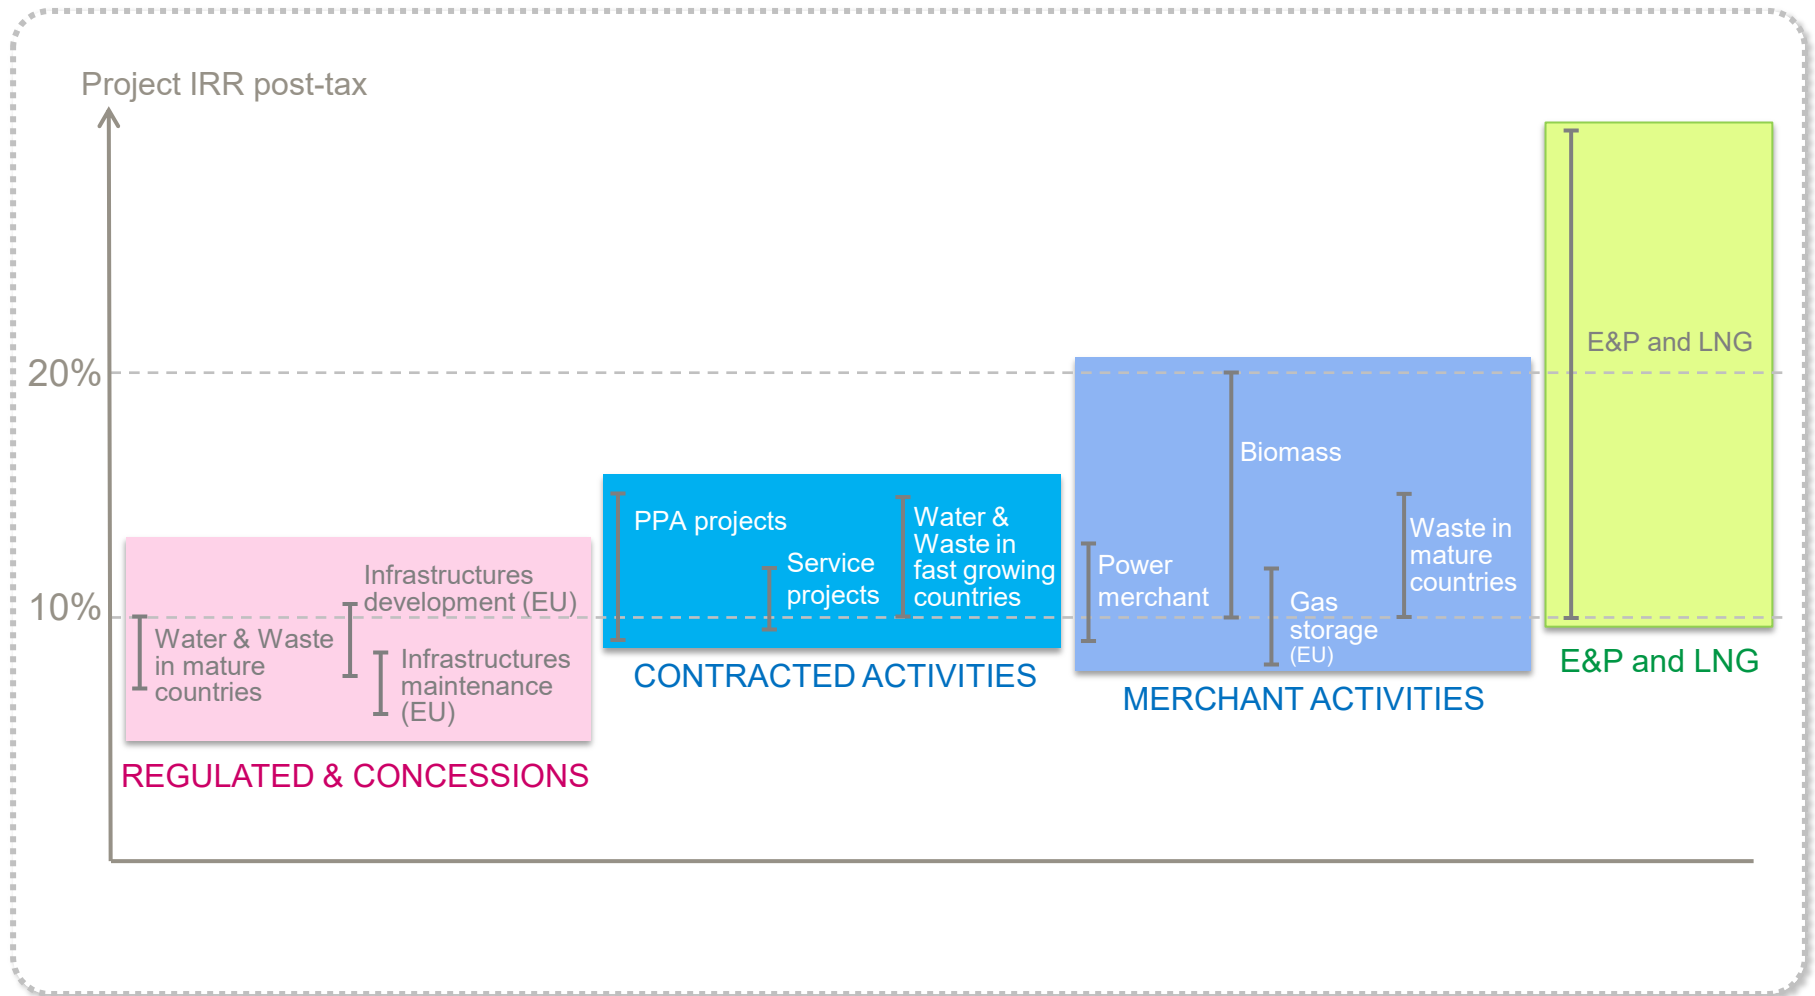 Project IRR post-tax
20%
10%
Water & Waste
in mature
countries
Infrastructures
development (EU)
Infrastructures
maintenance
(EU)
REGULATED & CONCESSIONS
PPA projects
Service
projects
Water &
Waste in
fast growing
countries
CONTRACTED ACTIVITIES
Power
merchant
Biomass
Gas
storage
(EU)
Waste in
mature
countries
MERCHANT ACTIVITIES
E&P and LNG
E&P and LNG